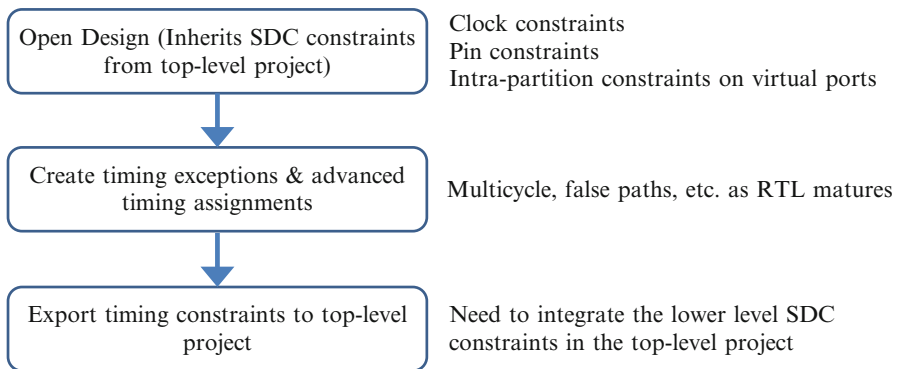 Open Design (Inherits SDC constraints
from top-level project)
Clock constraints
Pin constraints
Intra-partition constraints on virtual ports
Create timing exceptions & advanced
timing assignments
Multicycle, false paths, etc. as RTL matures
Export timing constraints to top-level
project
Need to integrate the lower level SDC
constraints in the top-level project